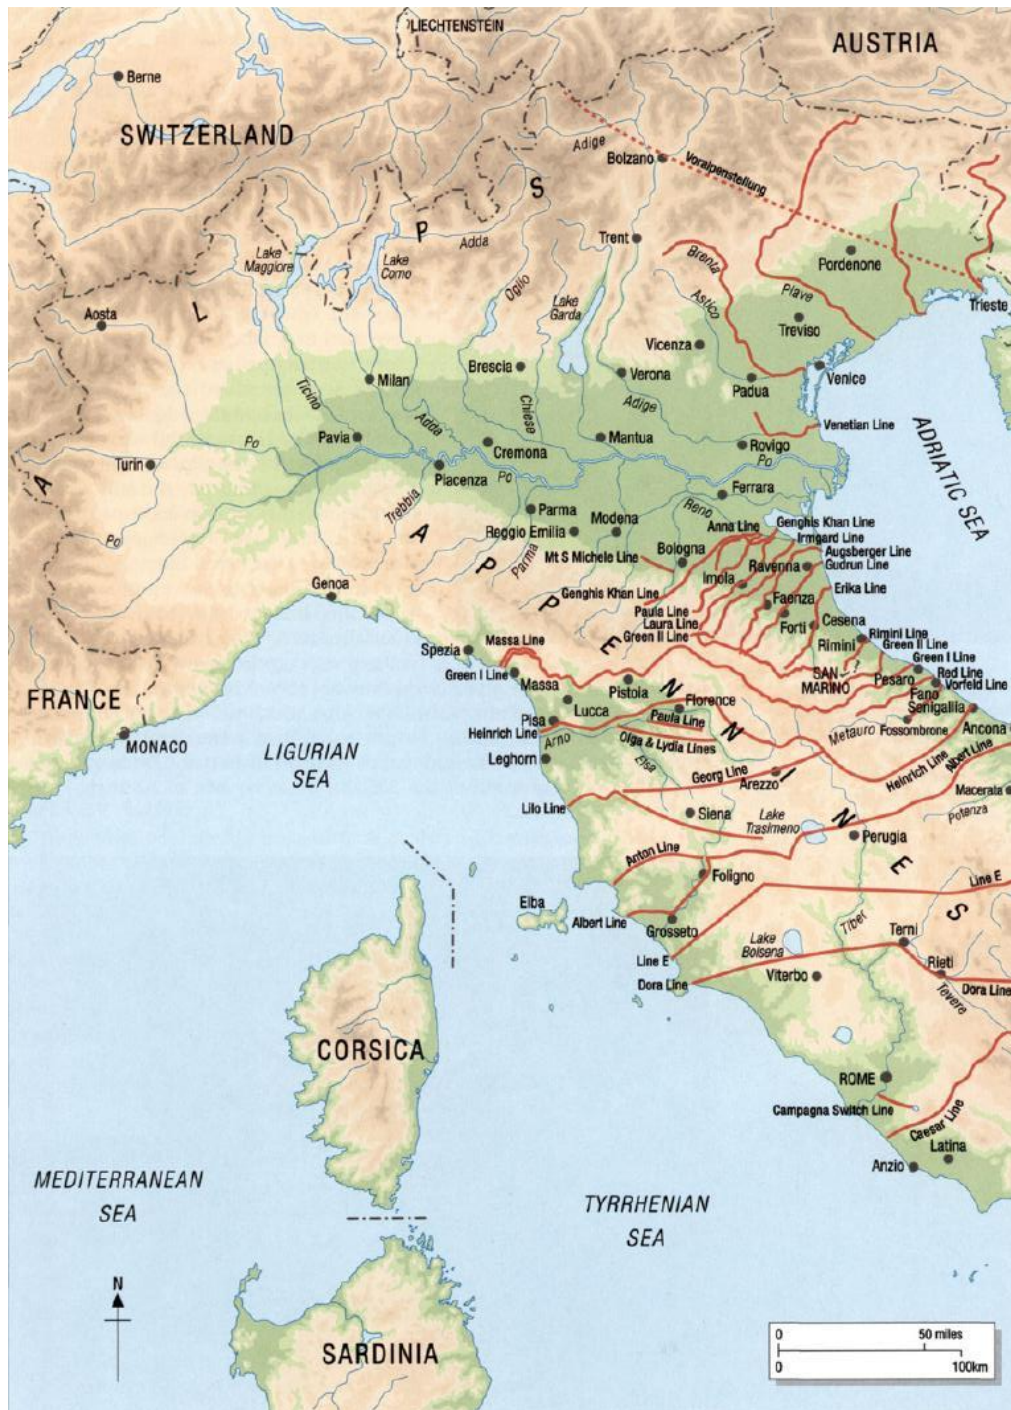 LIECHTENSTEIN
AUSTRIA
Berne
SWITZERLAND
Adige
Bolzano
Voralpenstellung
A L P S
Adda
Trent
Lake
Maggiore
Lake
Como
Oglio
Lake
Garda
Brenta
Astico
Pordenone
Piave
Treviso
Trieste
Aosta
Vicenza
Brescia
Verona
Milan
Padua
Venice
Ticino
Adda
Chiese
Adige
Venetian Line
Po
Pavia
Cremona
Mantua
Rovigo
Po
ADRIATIC SEA
Turin
Piacenza
Po
Ferrara
Trebbia
Parma
Reno
Po
Reggio Emilia
Modena
Anna Line
Genghis Khan Line
Irmgard Line
Parma
Mt S Michele Line
Bologna
Ravenna
Augsberger Line
Gudrun Line
Genoa
Genghis Khan Line
Imola
Erika Line
Faenza
Paula Line
Laura Line
Forti
Cesena
Green II Line
Rimini
Rimini Line
Green II Line
Spezia
Massa Line
Green I Line
Green I Line
SAN
MARINO
Pesaro
Red Line
Vorfeld Line
Massa
Pistoia
Fano
FRANCE
Lucca
Florence
Senigallia
Pisa
Paula Line
Metauro
Fossombrone
Ancona
MONACO
LIGURIAN
SEA
Heinrich Line
Arno
Olga & Lydia Lines
Albert Line
Leghorn
Elsa
Heinrich Line
Georg Line
Arezzo
Macerata
Lilo Line
Siena
Lake
Trasimeno
Potenza
Perugia
A P P E N N I N E S
Anton Line
Foligno
Line E
Elba
Albert Line
Grosseto
Tiber
Terni
Lake
Bolsena
Line E
Rieti
Dora Line
Viterbo
Dora Line
Tevere
CORSICA
ROME
Campagna Switch Line
Caesar Line
Latina
Anzio
MEDITERRANEAN
SEA
TYRRHENIAN
SEA
N
SARDINIA
0 50 miles
0 100km